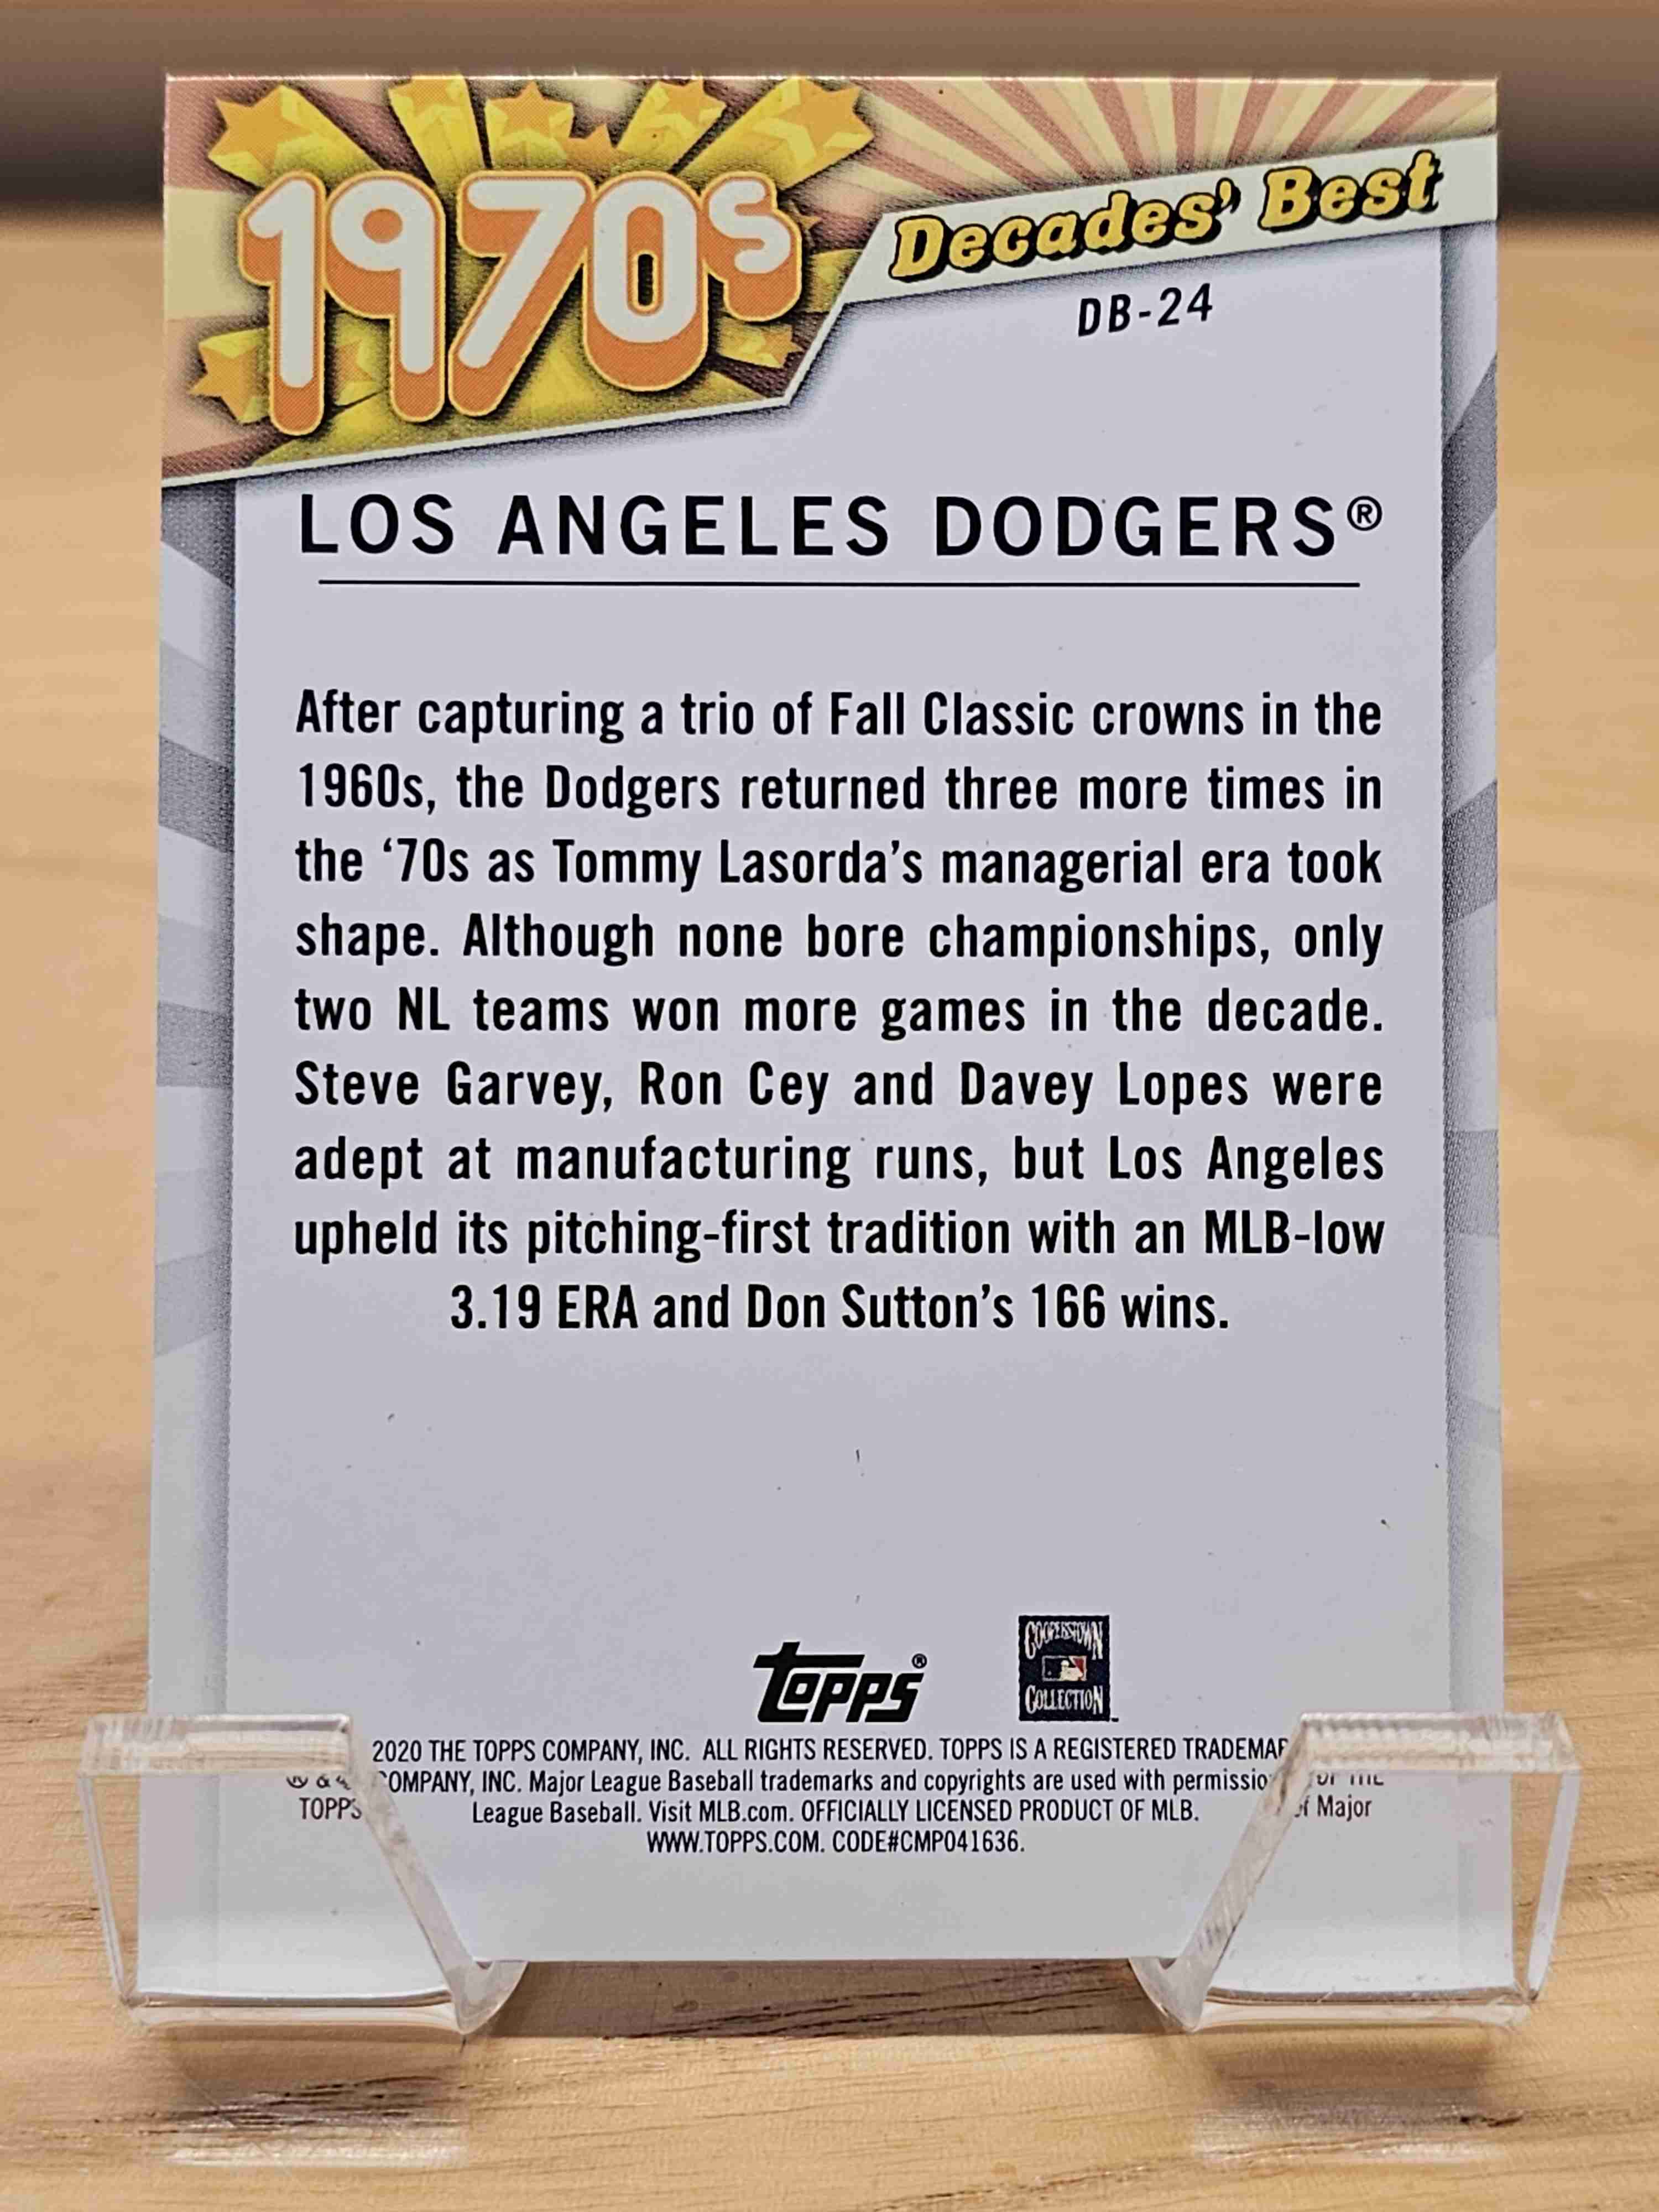 1970s
Decades' Best
DB-24
LOS ANGELES DODGERS®
After capturing a trio of Fall Classic crowns in the
1960s, the Dodgers returned three more times in
the ‘70s as Tommy Lasorda’s managerial era took
shape. Although none bore championships, only
two NL teams won more games in the decade.
Steve Garvey, Ron Cey and Davey Lopes were
adept at manufacturing runs, but Los Angeles
upheld its pitching-first tradition with an MLB-low
3.19 ERA and Don Sutton’s 166 wins.
topps®
COOPERSTOWN
COLLECTION
® & 2020 THE TOPPS COMPANY, INC. ALL RIGHTS RESERVED. TOPPS IS A REGISTERED OF THE
TOPPS COMPANY, INC. Major League Baseball trademarks and copyrights are used with of Major
League Baseball. Visit MLB.com. OFFICIALLY LICENSED PRODUCT OF MLB.
WWW.TOPPS.COM. CODE#CMP041636.